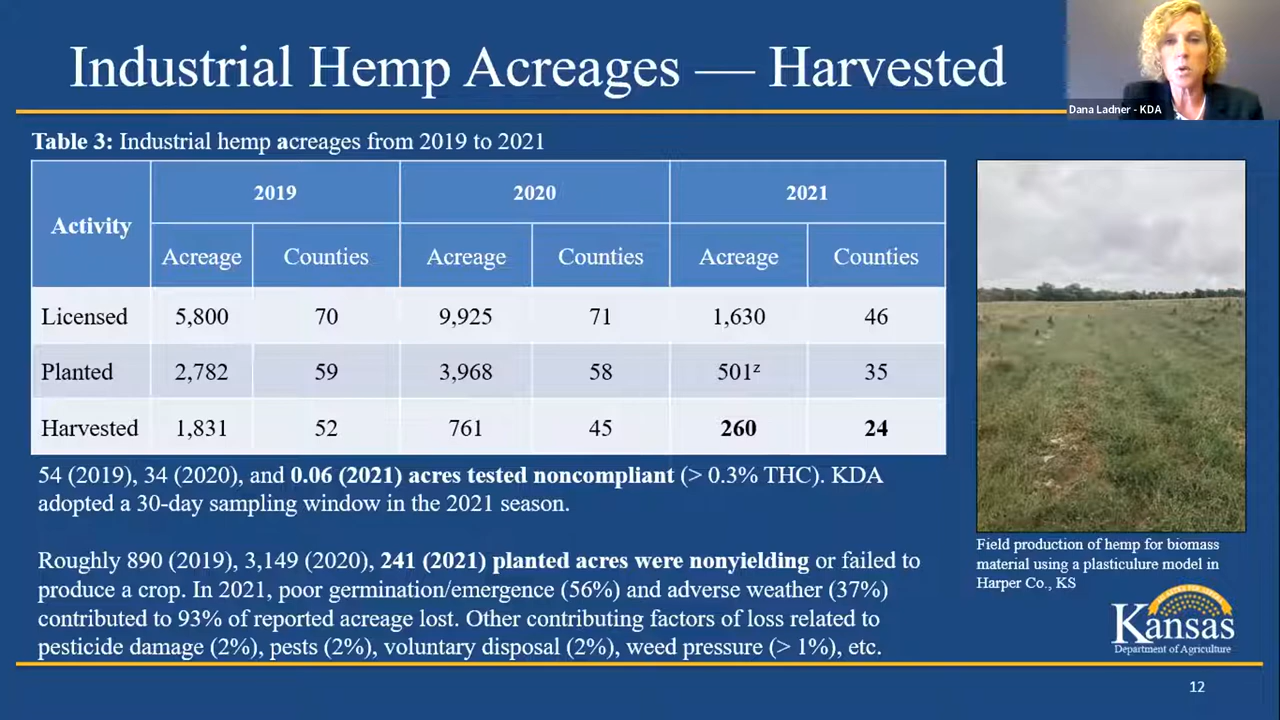 Industrial Hemp Acreages — Harvested
Dana Ladner - KDA
Table 3: Industrial hemp acreages from 2019 to 2021
Activity 2019 2020 2021
Acreage Counties Acreage Counties Acreage Counties
Licensed 5,800 70 9,925 71 1,630 46
Planted 2,782 59 3,968 58 501ᶻ 35
Harvested 1,831 52 761 45 260 24
54 (2019), 34 (2020), and 0.06 (2021) acres tested noncompliant (> 0.3% THC). KDA
adopted a 30-day sampling window in the 2021 season.
Roughly 890 (2019), 3,149 (2020), 241 (2021) planted acres were nonyielding or failed to
produce a crop. In 2021, poor germination/emergence (56%) and adverse weather (37%)
contributed to 93% of reported acreage lost. Other contributing factors of loss related to
pesticide damage (2%), pests (2%), voluntary disposal (2%), weed pressure (> 1%), etc.
Field production of hemp for biomass
material using a plasticulture model in
Harper Co., KS
Kansas
Department of Agriculture
12